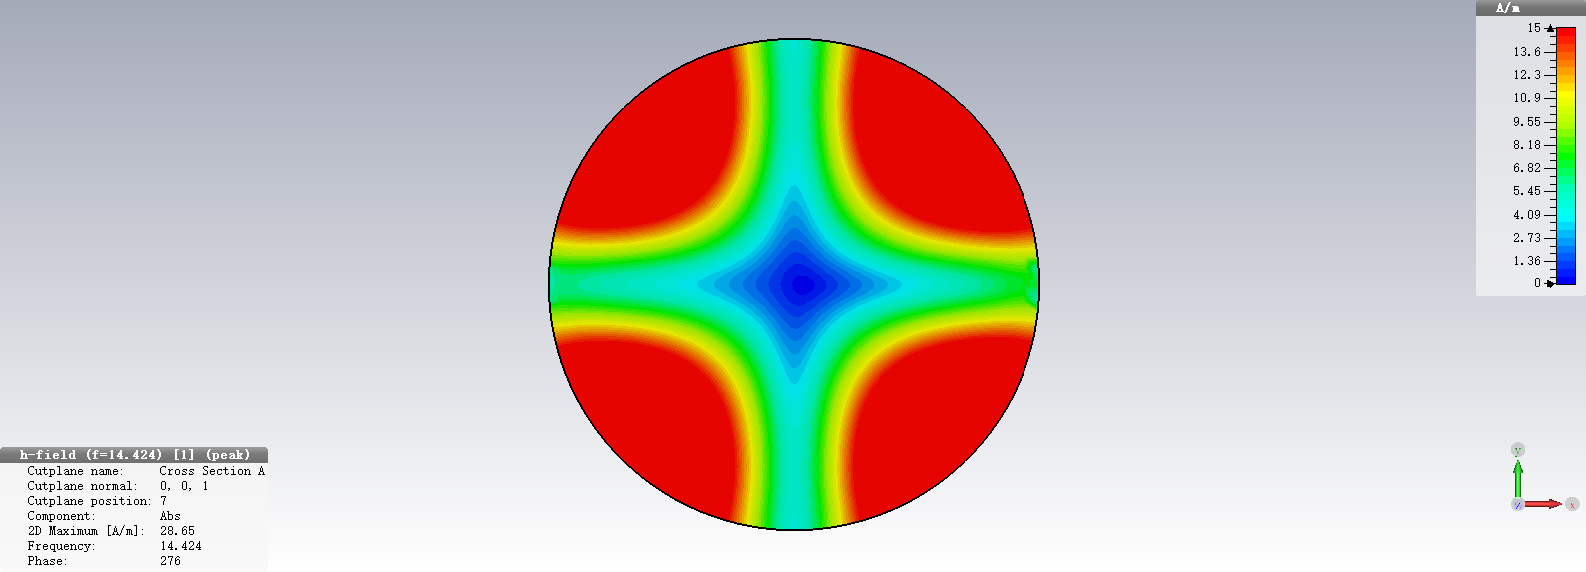 A/m
15
13.6
12.3
10.9
9.55
8.18
6.82
5.45
4.09
2.73
1.36
0
h-field (f=14.424) [1] (peak)
Cutplane name: Cross Section A
Cutplane normal: 0, 0, 1
Cutplane position: 7
Component: Abs
2D Maximum [A/m]: 28.65
Frequency: 14.424
Phase: 276
y
z x